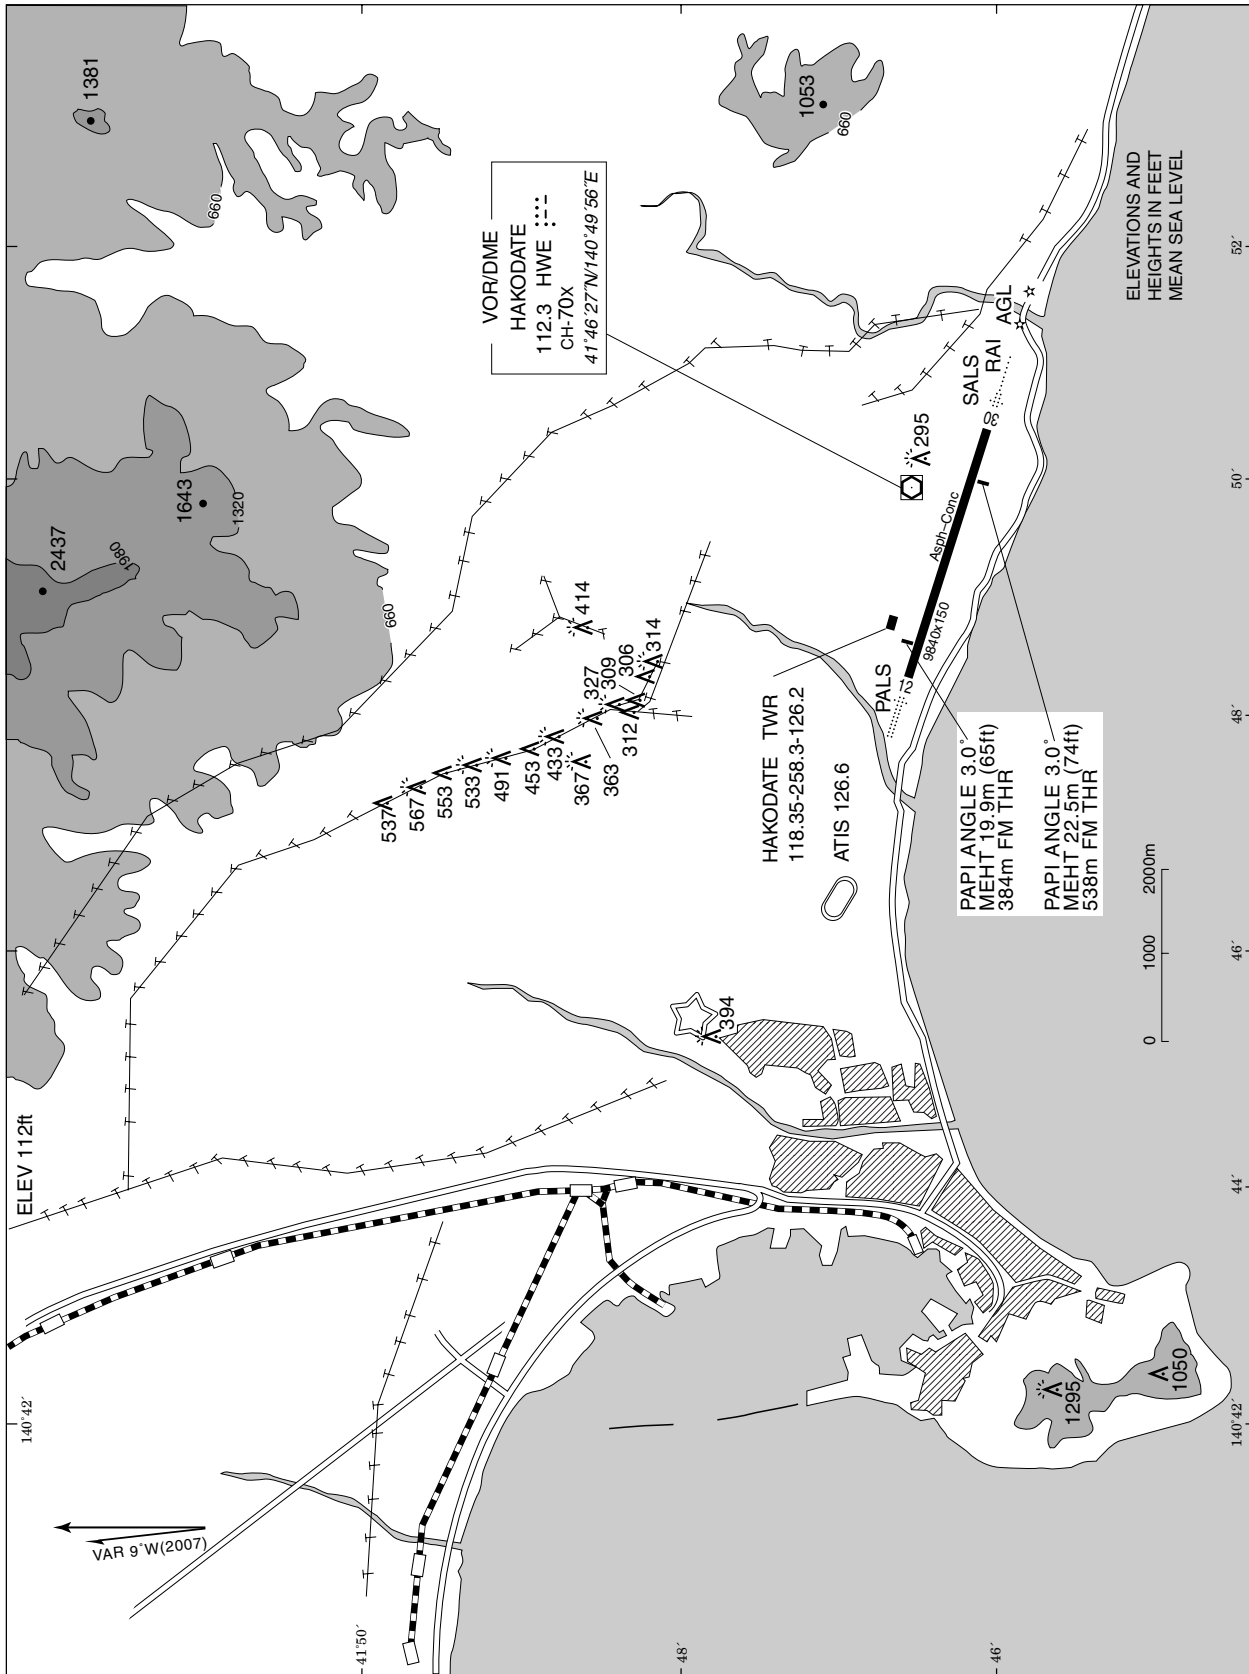 ELEV 112ft
VAR 9°W(2007)
140°42′
44′
46′
48′
50′
52′
140°42′
41°50′
48′
46′
2437
1980
1643
1320
1381
660
660
1053
660
VOR/DME
HAKODATE
112.3 HWE
CH-70x
41°46′27″N/140°49′56″E
537
567
553
533
491
453
433
367
363
312
327
309
306
314
414
295
394
1295
1050
HAKODATE TWR
118.35-258.3-126.2
ATIS 126.6
PALS
12
9840x150
Asph-Conc
30
SALS
RAI
AGL
PAPI ANGLE 3.0°
MEHT 19.9m (65ft)
384m FM THR
PAPI ANGLE 3.0°
MEHT 22.5m (74ft)
538m FM THR
0 1000 2000m
ELEVATIONS AND
HEIGHTS IN FEET
MEAN SEA LEVEL